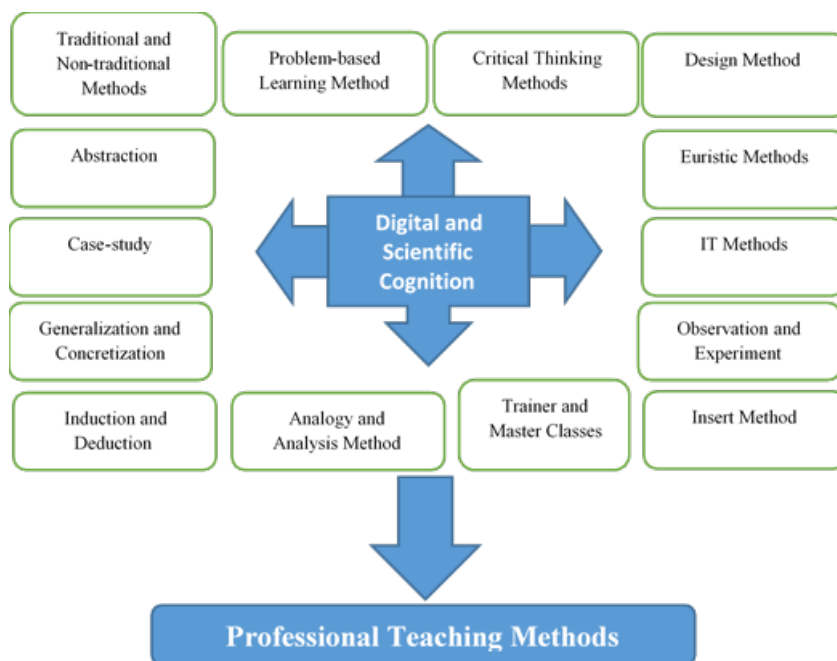 Traditional and
Non-traditional
Methods
Problem-based
Learning Method
Critical Thinking
Methods
Design Method
Abstraction
Euristic Methods
Case-study
Digital and
Scientific
Cognition
IT Methods
Generalization and
Concretization
Observation and
Experiment
Induction and
Deduction
Analogy and
Analysis Method
Trainer and
Master Classes
Insert Method
Professional Teaching Methods